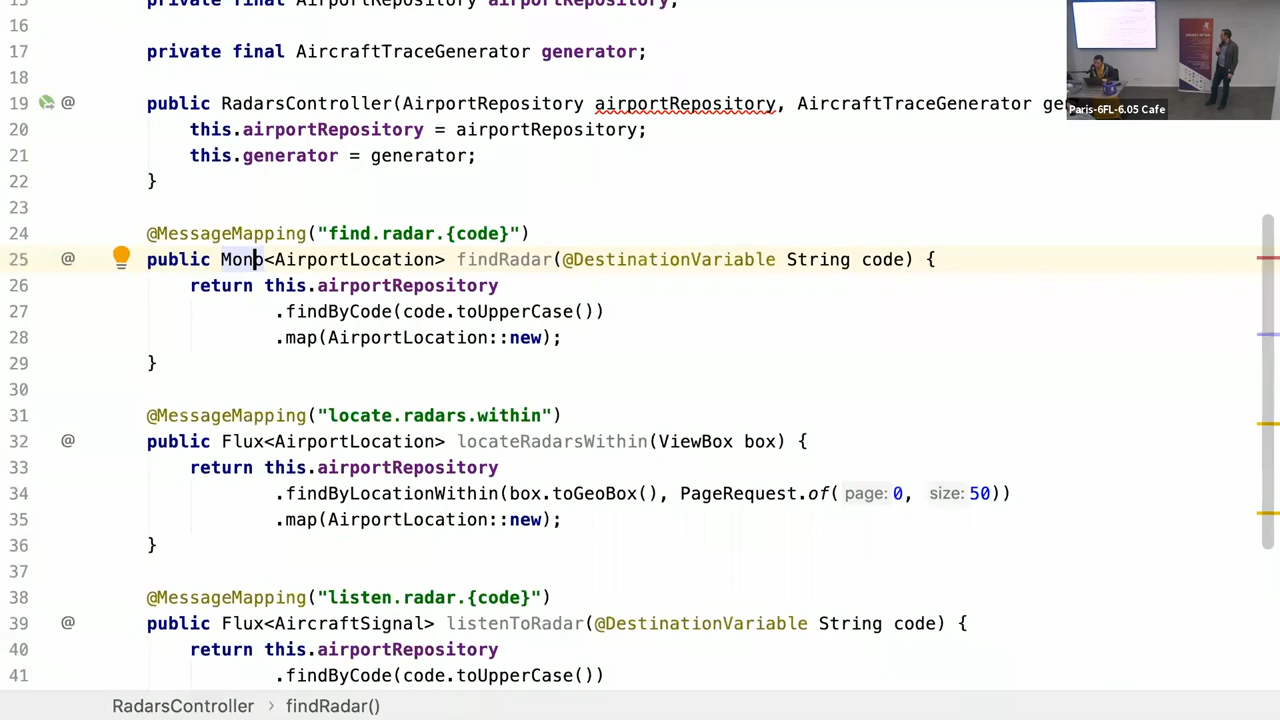 15 private final AirportRepository airportRepository;
16
17 private final AircraftTraceGenerator generator;
18
19 @ public RadarsController(AirportRepository airportRepository, AircraftTraceGenerator ge
20 this.airportRepository = airportRepository;
21 this.generator = generator;
22 }
23
24 @MessageMapping("find.radar.{code}")
25 @ public Mono<AirportLocation> findRadar(@DestinationVariable String code) {
26 return this.airportRepository
27 .findByCode(code.toUpperCase())
28 .map(AirportLocation::new);
29 }
30
31 @MessageMapping("locate.radars.within")
32 @ public Flux<AirportLocation> locateRadarsWithin(ViewBox box) {
33 return this.airportRepository
34 .findByLocationWithin(box.toGeoBox(), PageRequest.of( page: 0, size: 50))
35 .map(AirportLocation::new);
36 }
37
38 @MessageMapping("listen.radar.{code}")
39 @ public Flux<AircraftSignal> listenToRadar(@DestinationVariable String code) {
40 return this.airportRepository
41 .findByCode(code.toUpperCase())
RadarsController › findRadar()
Paris-6FL-6.05 Cafe